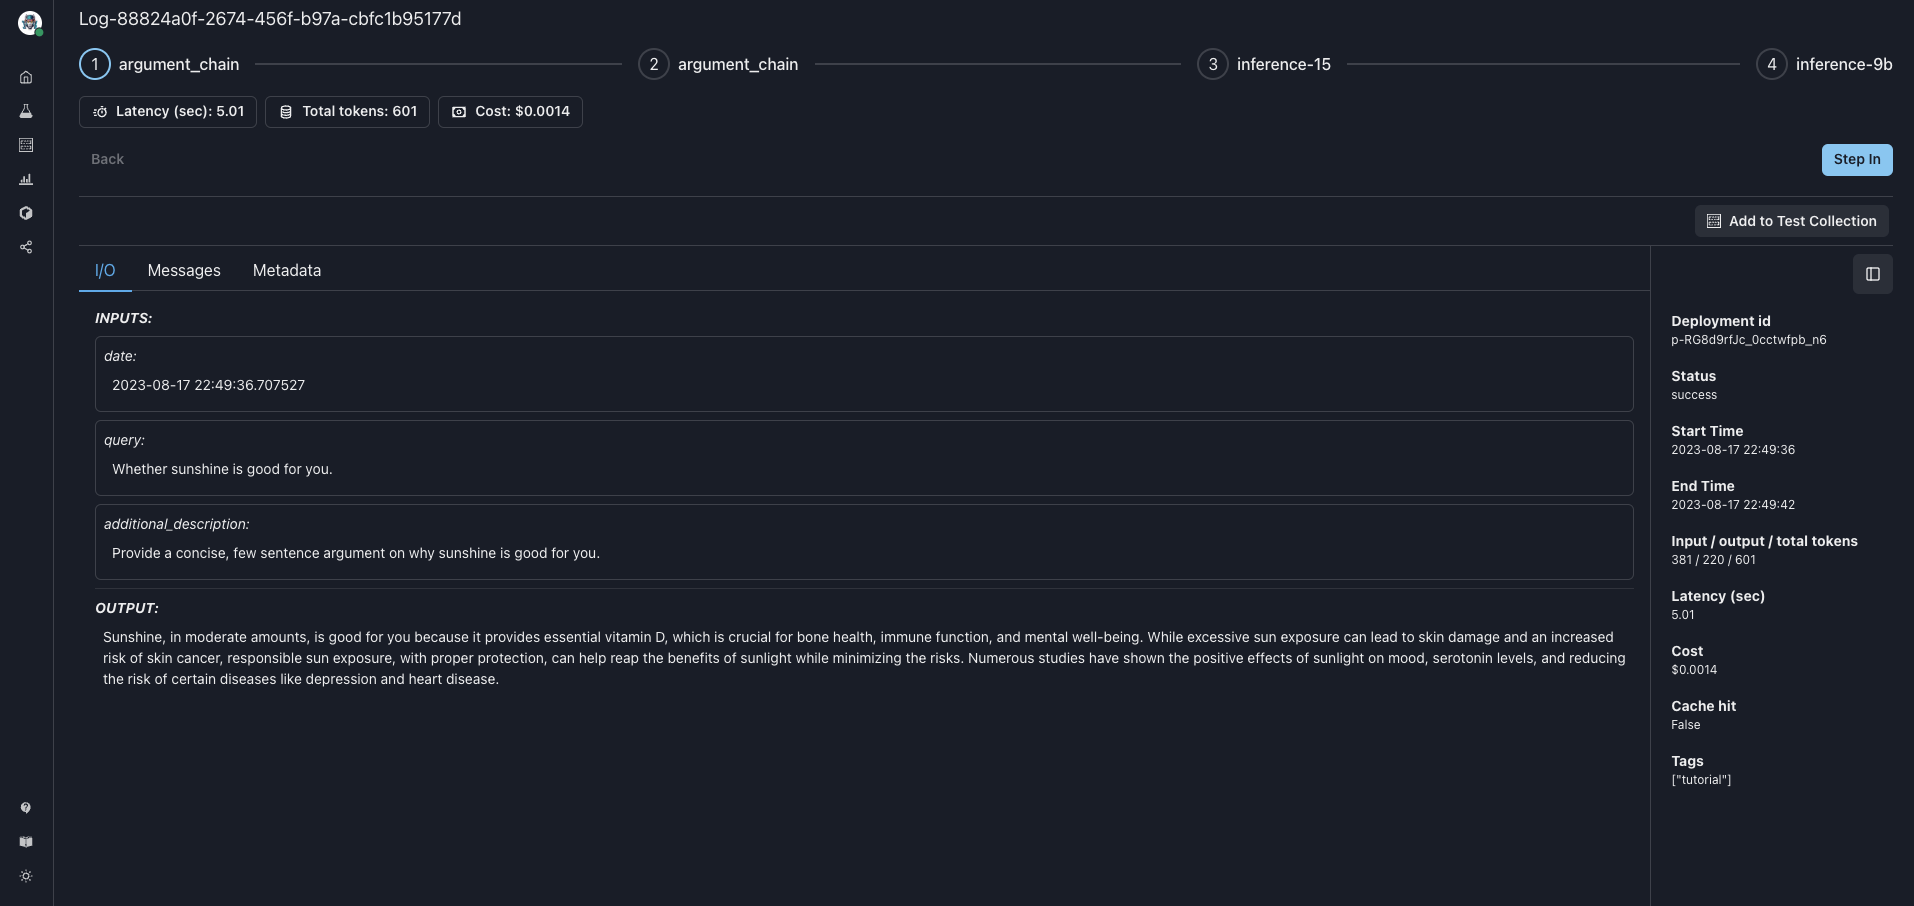 Log-88824a0f-2674-456f-b97a-cbfc1b95177d
1 argument_chain 2 argument_chain 3 inference-15 4 inference-9b
Latency (sec): 5.01 Total tokens: 601 Cost: $0.0014
Back Step In
Add to Test Collection
I/O Messages Metadata
INPUTS:
date:
2023-08-17 22:49:36.707527
query:
Whether sunshine is good for you.
additional_description:
Provide a concise, few sentence argument on why sunshine is good for you.
OUTPUT:
Sunshine, in moderate amounts, is good for you because it provides essential vitamin D, which is crucial for bone health, immune function, and mental well-being. While excessive sun exposure can lead to skin damage and an increased
risk of skin cancer, responsible sun exposure, with proper protection, can help reap the benefits of sunlight while minimizing the risks. Numerous studies have shown the positive effects of sunlight on mood, serotonin levels, and reducing
the risk of certain diseases like depression and heart disease.
Deployment id
p-RG8d9rfJc_0cctwfpb_n6
Status
success
Start Time
2023-08-17 22:49:36
End Time
2023-08-17 22:49:42
Input / output / total tokens
381 / 220 / 601
Latency (sec)
5.01
Cost
$0.0014
Cache hit
False
Tags
["tutorial"]